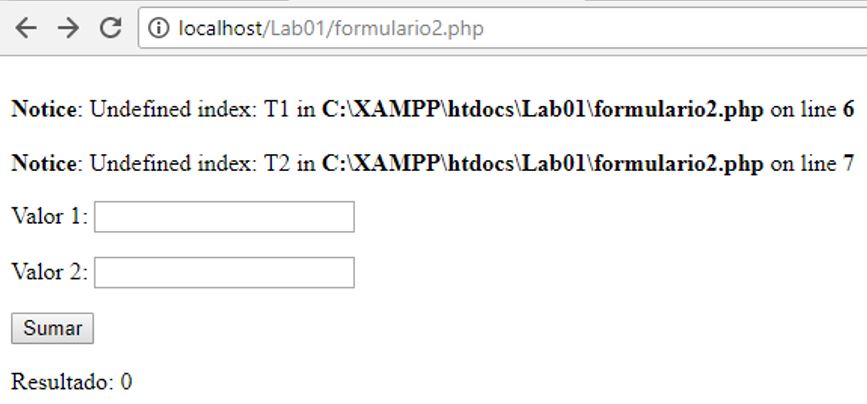 localhost/Lab01/formulario2.php
Notice: Undefined index: T1 in C:\XAMPP\htdocs\Lab01\formulario2.php on line 6
Notice: Undefined index: T2 in C:\XAMPP\htdocs\Lab01\formulario2.php on line 7
Valor 1:
Valor 2:
Sumar
Resultado: 0